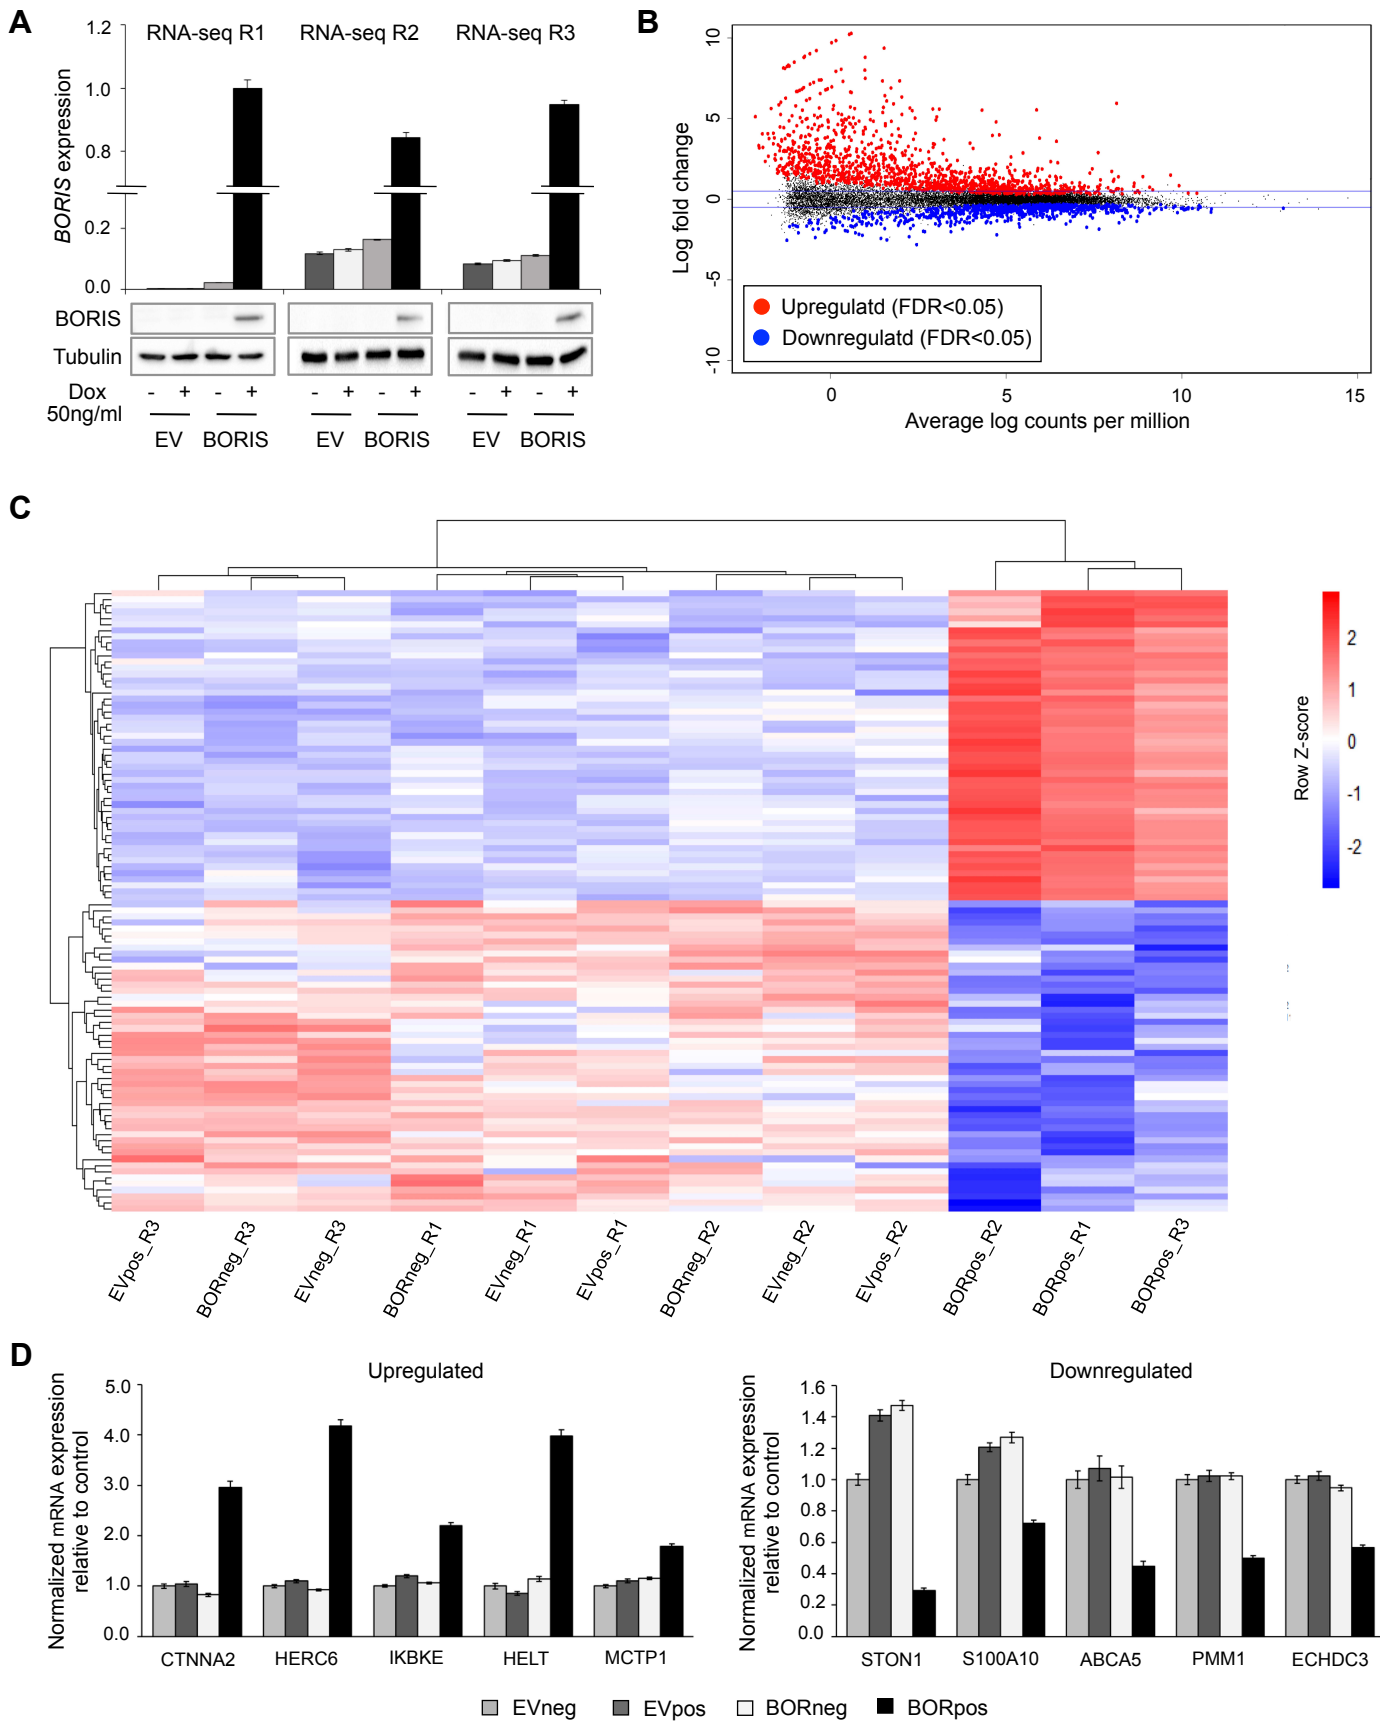 A
RNA-seq R1
RNA-seq R2
RNA-seq R3
1.2
1.0
0.8
0.2
0.0
BORIS expression
BORIS
Tubulin
Dox - + - + - + - + - + - +
50ng/ml
EV BORIS EV BORIS EV BORIS
B
10
5
0
-5
-10
Log fold change
Upregulatd (FDR<0.05)
Downregulatd (FDR<0.05)
0 5 10 15
Average log counts per million
C
Row Z-score
2
1
0
-1
-2
EVpos_R3
BORneg_R3
EVneg_R3
BORneg_R1
EVneg_R1
EVpos_R1
BORneg_R2
EVneg_R2
EVpos_R2
BORpos_R2
BORpos_R1
BORpos_R3
D
Upregulated
Normalized mRNA expression
relative to control
5.0
4.0
3.0
2.0
1.0
0.0
CTNNA2 HERC6 IKBKE HELT MCTP1
Downregulated
Normalized mRNA expression
relative to control
1.6
1.4
1.2
1.0
0.8
0.6
0.4
0.2
0.0
STON1 S100A10 ABCA5 PMM1 ECHDC3
EVneg EVpos BORneg BORpos